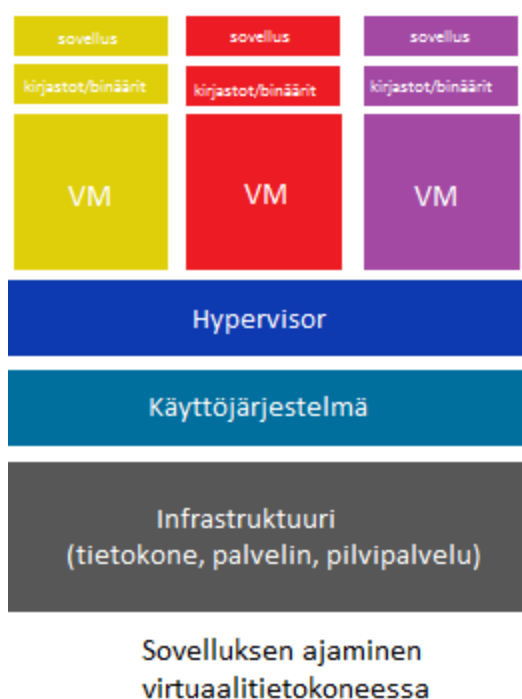 sovellus
sovellus
sovellus
kirjastot/binäärit
kirjastot/binäärit
kirjastot/binäärit
VM
VM
VM
Hypervisor
Käyttöjärjestelmä
Infrastruktuuri
(tietokone, palvelin, pilvipalvelu)
Sovelluksen ajaminen
virtuaalitietokoneessa